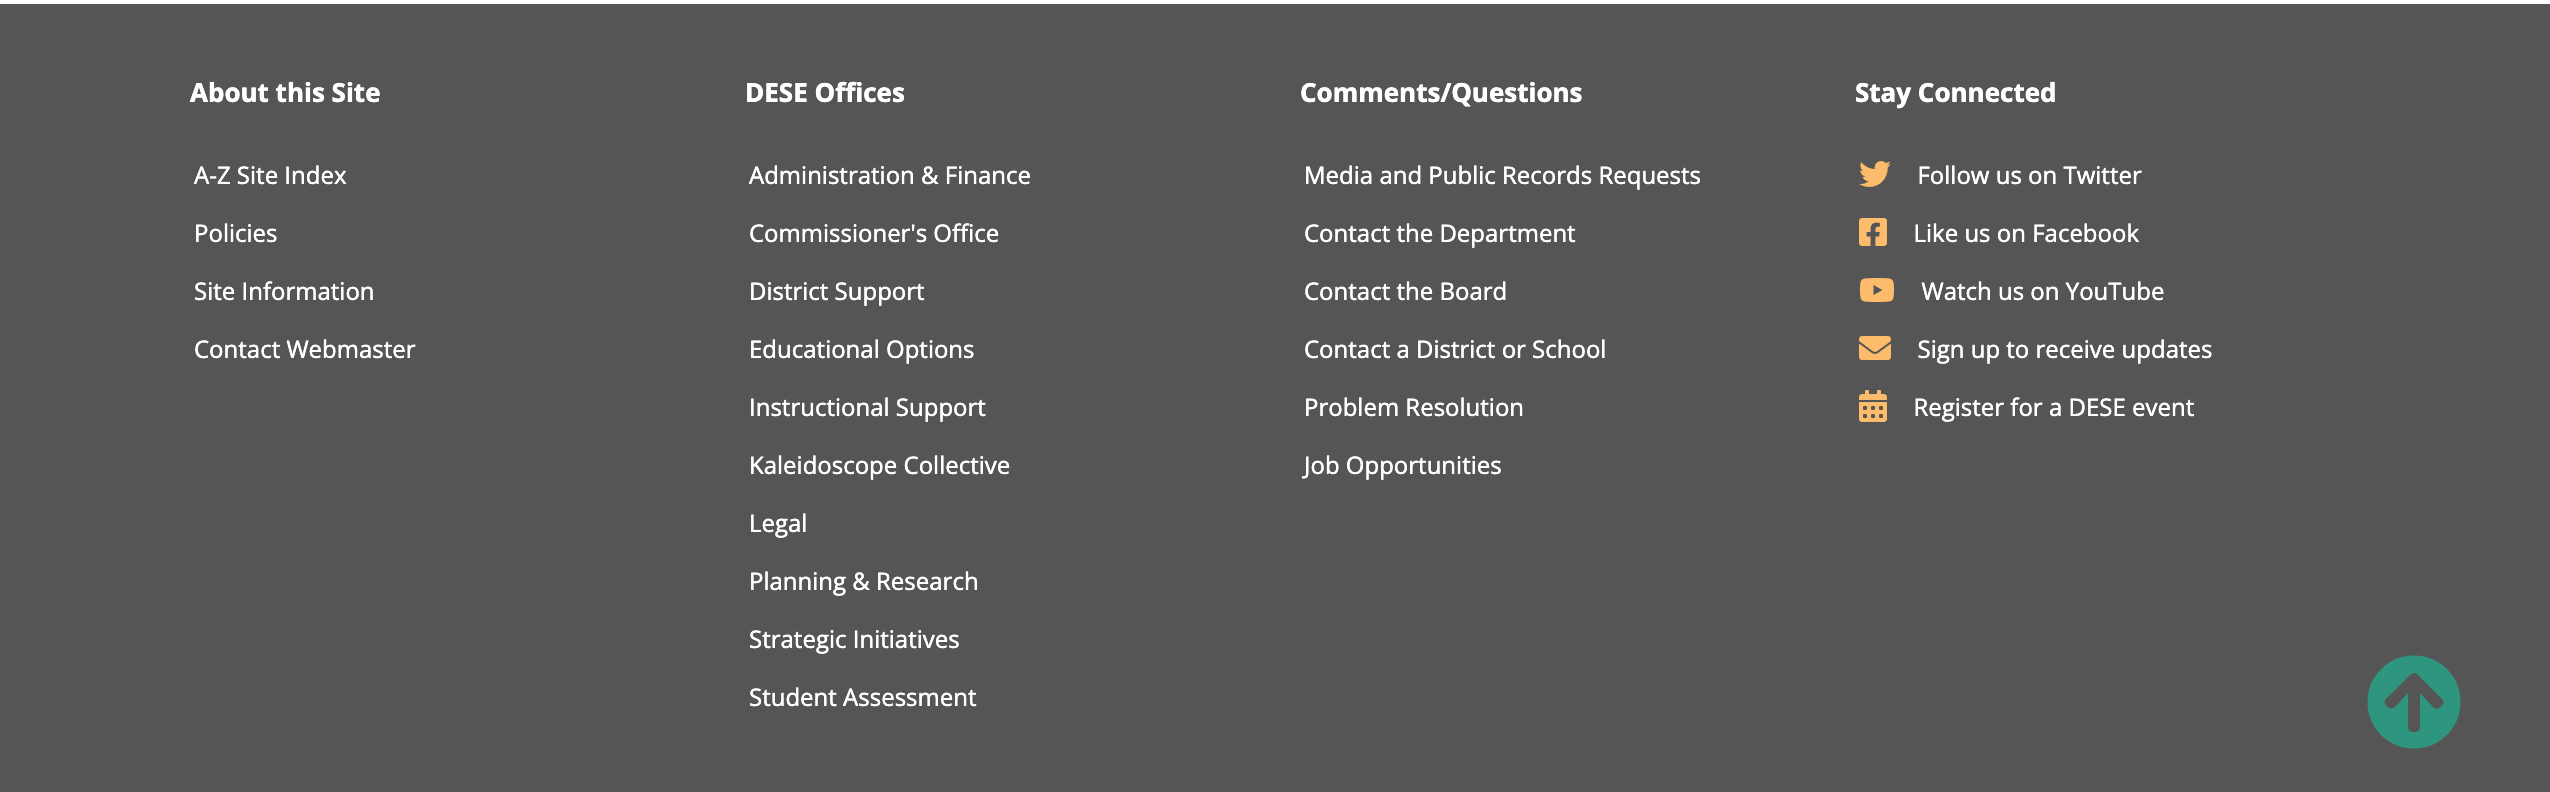 About this Site
A-Z Site Index
Policies
Site Information
Contact Webmaster
DESE Offices
Administration & Finance
Commissioner's Office
District Support
Educational Options
Instructional Support
Kaleidoscope Collective
Legal
Planning & Research
Strategic Initiatives
Student Assessment
Comments/Questions
Media and Public Records Requests
Contact the Department
Contact the Board
Contact a District or School
Problem Resolution
Job Opportunities
Stay Connected
Follow us on Twitter
Like us on Facebook
Watch us on YouTube
Sign up to receive updates
Register for a DESE event